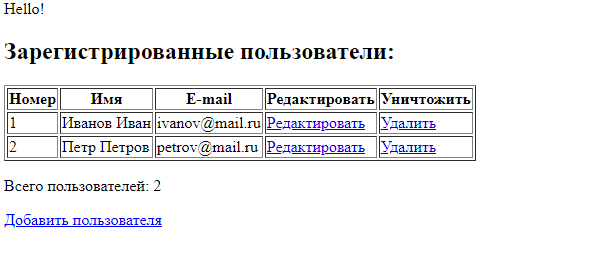 Hello!
Зарегистрированные пользователи:
Номер Имя E-mail Редактировать Уничтожить
1 Иванов Иван ivanov@mail.ru Редактировать Удалить
2 Петр Петров petrov@mail.ru Редактировать Удалить
Всего пользователей: 2
Добавить пользователя